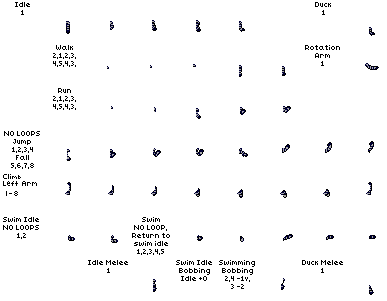 Idle
1
Duck
1
Walk
2,1,2,3,
4,5,4,3,
Rotation
Arm
1
Run
2,1,2,3,
4,5,4,3,
NO LOOPS
Jump
1,2,3,4
Fall
5,6,7,8
Climb
Left Arm
1-8
Swim Idle
NO LOOPS
1,2
Swim
NO LOOP,
Return to
swim idle
1,2,3,4,5
Idle Melee
1
Swim Idle
Bobbing
Idle +0
Swimming
Bobbing
2,4 -1v,
3 -2
Duck Melee
1